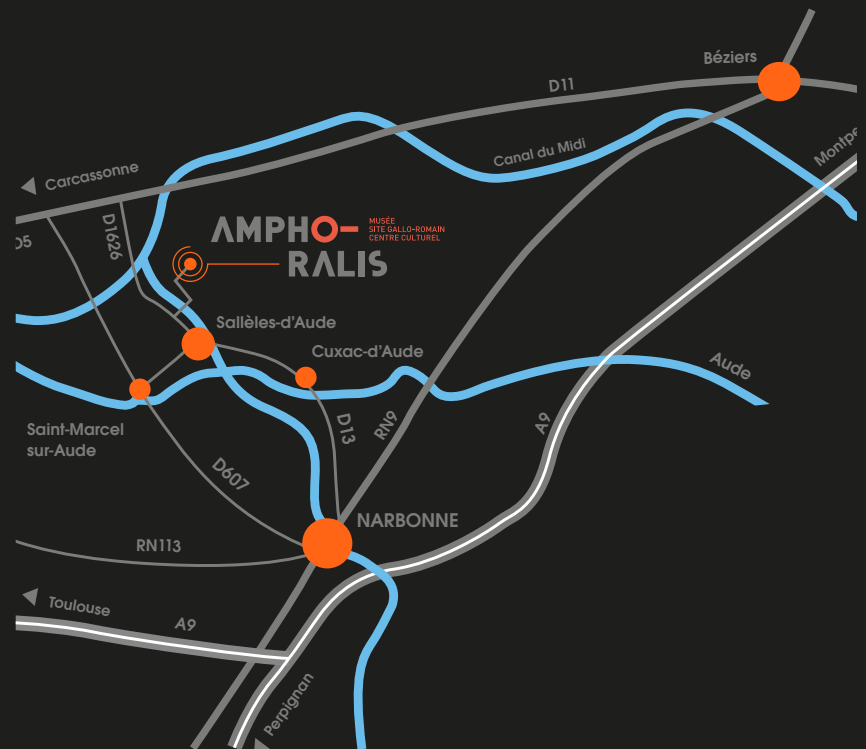 Béziers
D11
Canal du Midi
Carcassonne
D1626
AMPHO-
RALIS
MUSÉE
SITE GALLO-ROMAIN
CENTRE CULTUREL
Sallèles-d'Aude
Cuxac-d'Aude
Aude
Saint-Marcel
sur-Aude
D13
RN9
A9
D607
NARBONNE
RN113
Toulouse
A9
Perpignan